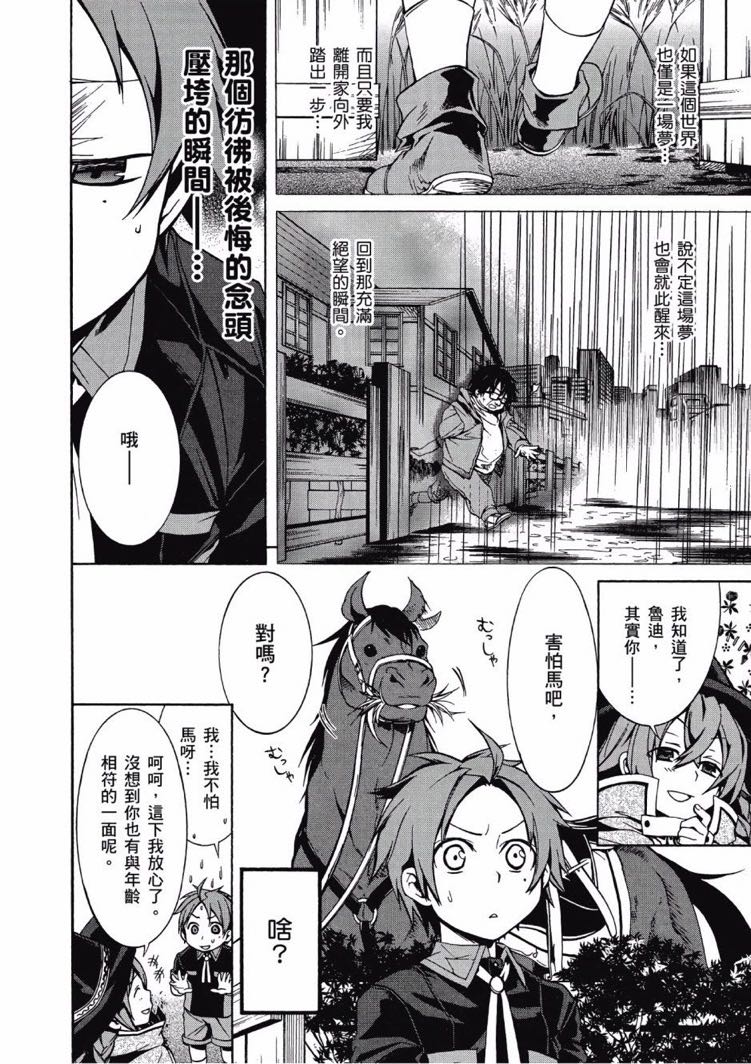 如果這個世界
也僅是一場夢…
而且只要我
離開家向外
踏出一步…
說不定這場夢
也會就此醒來…
回到那充滿
絕望的瞬間。
那個彷彿被後悔的念頭
壓垮的瞬間——…
哦——
我知道了，
魯迪，
其實你——…
害怕馬吧，
對嗎？
むっしゃ
むっしゃ
啥？
我…我不怕
馬呀…
呵呵，這下我放心了。
沒想到你也有與年齡
相符的一面呢。